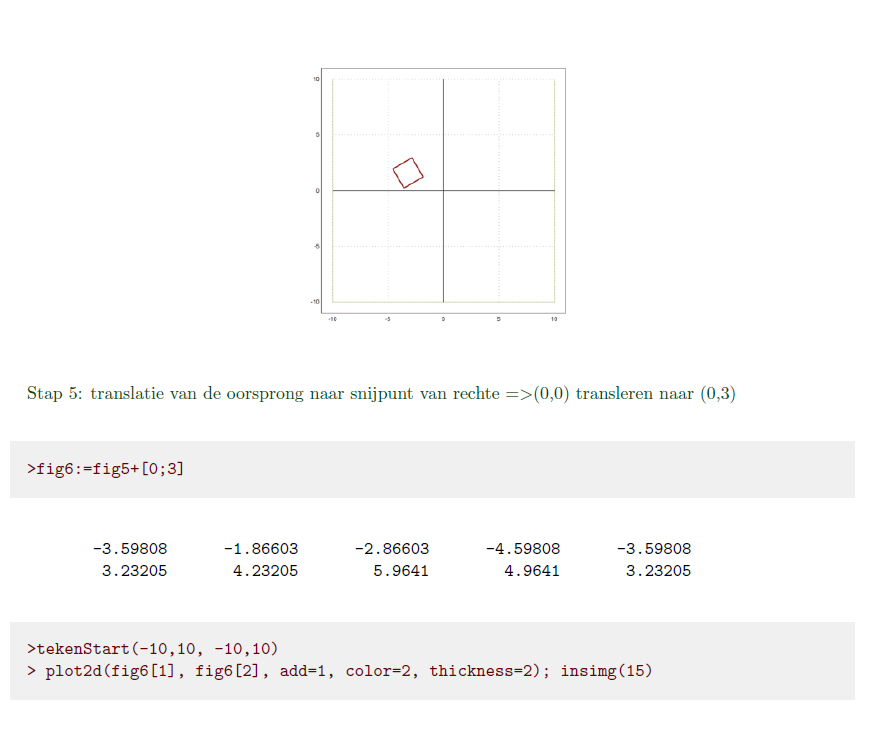 10
5
0
-5
-10
-10 -5 0 5 10
Stap 5: translatie van de oorsprong naar snijpunt van rechte =>(0,0) transleren naar (0,3)
>fig6:=fig5+[0;3]
-3.59808 -1.86603 -2.86603 -4.59808 -3.59808
3.23205 4.23205 5.9641 4.9641 3.23205
>tekenStart(-10,10, -10,10)
> plot2d(fig6[1], fig6[2], add=1, color=2, thickness=2); insimg(15)